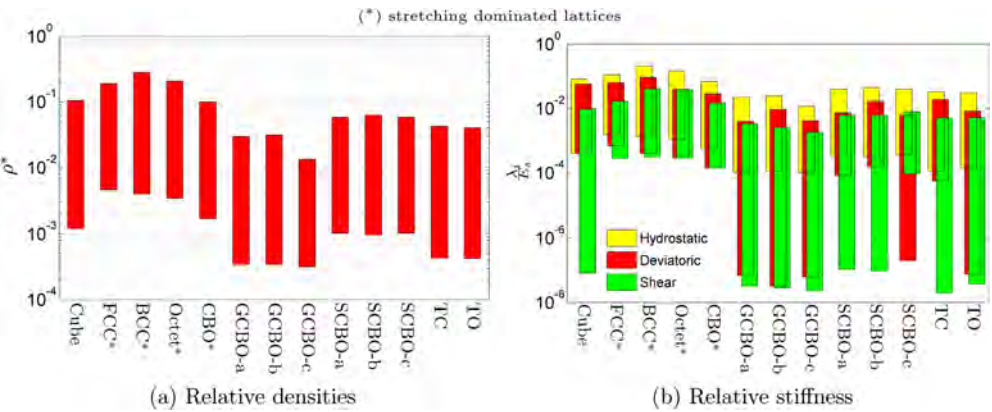 (*) stretching dominated lattices
10^0
10^-1
10^-2
10^-3
10^-4
ρ*
Cube
FCC*
BCC*
Octet*
CBO*
GCBO-a
GCBO-b
GCBO-c
SCBO-a
SCBO-b
SCBO-c
TC
TO
(a) Relative densities
10^0
10^-2
10^-4
10^-6
10^-8
Hydrostatic
Deviatoric
Shear
Cube
FCC*
BCC*
Octet*
CBO*
GCBO-a
GCBO-b
GCBO-c
SCBO-a
SCBO-b
SCBO-c
TC
TO
(b) Relative stiffness